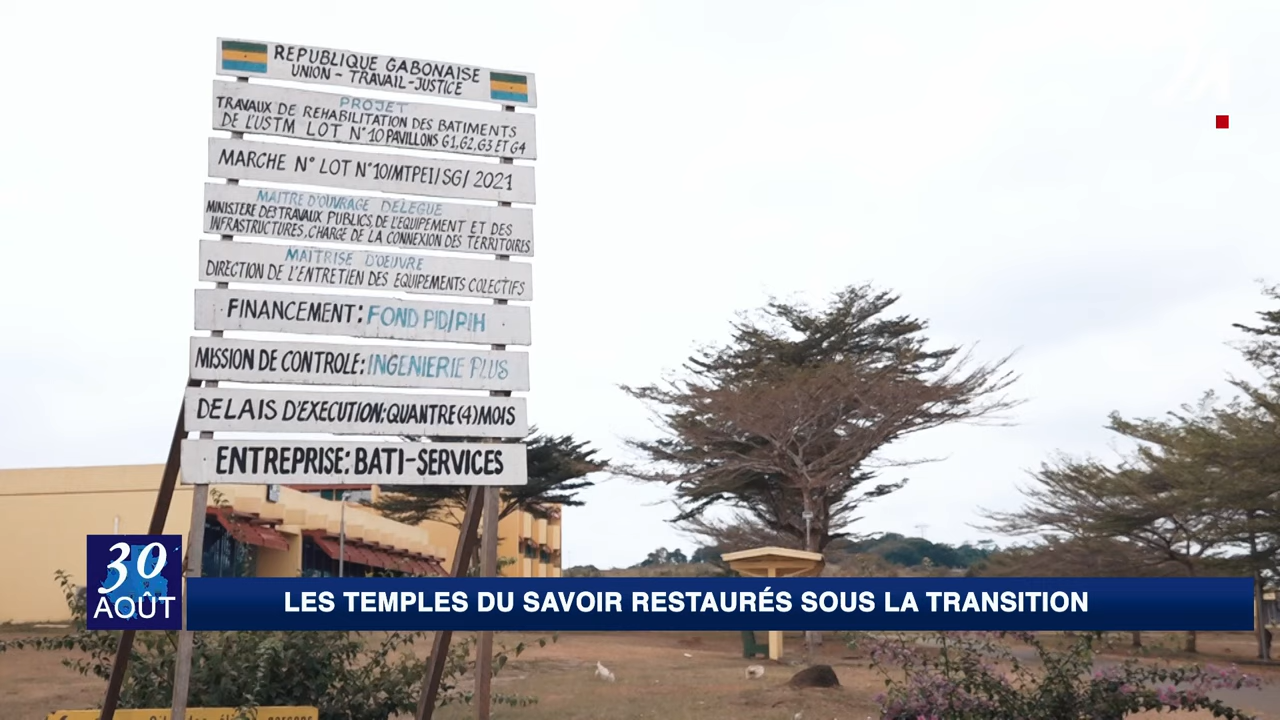 REPUBLIQUE GABONAISE
UNION - TRAVAIL-JUSTICE
PROJET
TRAVAUX DE REHABILITATION DES BATIMENTS
DE L'USTM LOT N°10 PAVILLONS G1,G2,G3 ET G4
MARCHE N° LOT N°10/MTPEI/SG/2021
MAITRE D'OUVRAGE DELEGUE
MINISTERE DES TRAVAUX PUBLICS, DE L'EQUIPEMENT ET DES
INFRASTRUCTURES, CHARGE DE LA CONNEXION DES TERRITOIRES
MAITRISE D'OEUVRE
DIRECTION DE L'ENTRETIEN DES EQUIPEMENTS COLECTIFS
FINANCEMENT: FOND PID/PIH
MISSION DE CONTROLE: INGENIERIE PLUS
DELAIS D'EXECUTION: QUANTRE(4)MOIS
ENTREPRISE: BATI-SERVICES
30
AOÛT
LES TEMPLES DU SAVOIR RESTAURÉS SOUS LA TRANSITION